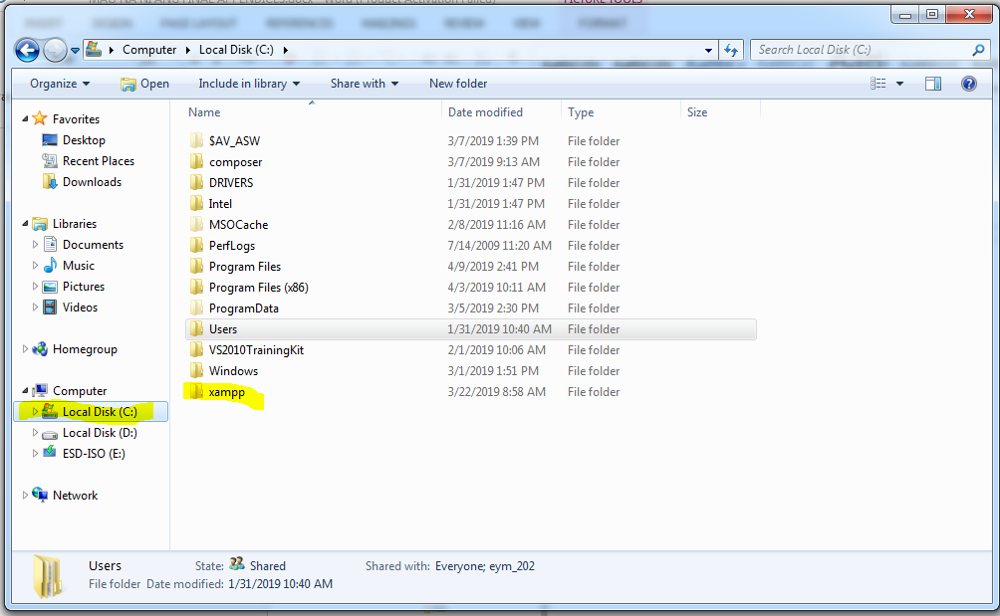 Computer Local Disk (C:) Search Local Disk (C:)
Organize Open Include in library Share with New folder
Name Date modified Type Size
Favorites
Desktop
Recent Places
Downloads
Libraries
Documents
Music
Pictures
Videos
Homegroup
Computer
Local Disk (C:)
Local Disk (D:)
ESD-ISO (E:)
Network
$AV_ASW 3/7/2019 1:39 PM File folder
composer 3/7/2019 9:13 AM File folder
DRIVERS 1/31/2019 1:47 PM File folder
Intel 1/31/2019 1:47 PM File folder
MSOCache 2/8/2019 11:16 AM File folder
PerfLogs 7/14/2009 11:20 AM File folder
Program Files 4/9/2019 2:41 PM File folder
Program Files (x86) 4/3/2019 10:11 AM File folder
ProgramData 3/5/2019 2:30 PM File folder
Users 1/31/2019 10:40 AM File folder
VS2010TrainingKit 2/1/2019 10:06 AM File folder
Windows 3/1/2019 1:51 PM File folder
xampp 3/22/2019 8:58 AM File folder
Users State: Shared Shared with: Everyone; eym_202
File folder Date modified: 1/31/2019 10:40 AM